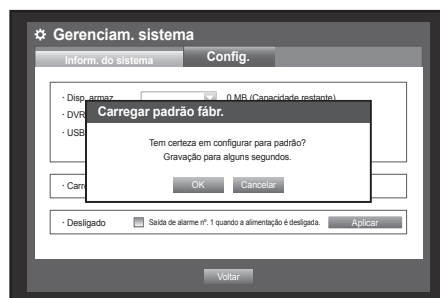 Gerenciam. sistema
Inform. do sistema
Config.
· Disp. armaz.
0 MB (Capacidade restante)
· DVR
· USB
Carregar padrão fábr.
Tem certeza em configurar para padrão?
Gravação para alguns segundos.
OK
Cancelar
· Carr
· Desligado
Saída de alarme nº. 1 quando a alimentação é desligada.
Aplicar
Voltar